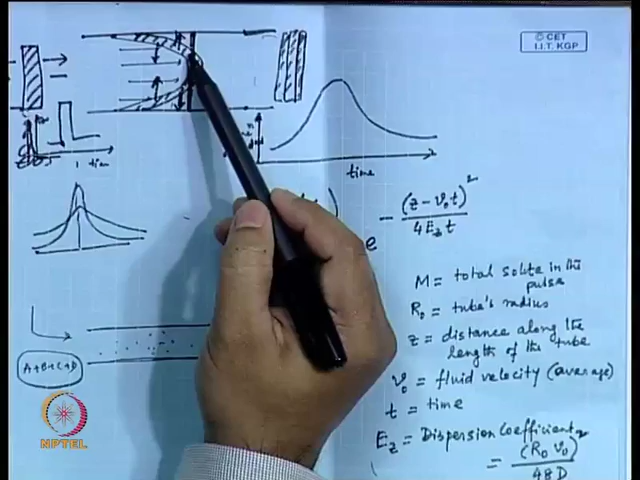 © CET
I.I.T. KGP
time
time
e
- (z - v₀t)²
4E_z t
M = total solute in the
pulse
R₀ = tube's radius
z = distance along the
length of the tube
v₀ = fluid velocity (average)
t = time
E_z = Dispersion coefficient
= (R₀ v₀)²
48D
A+B+C+D
NPTEL